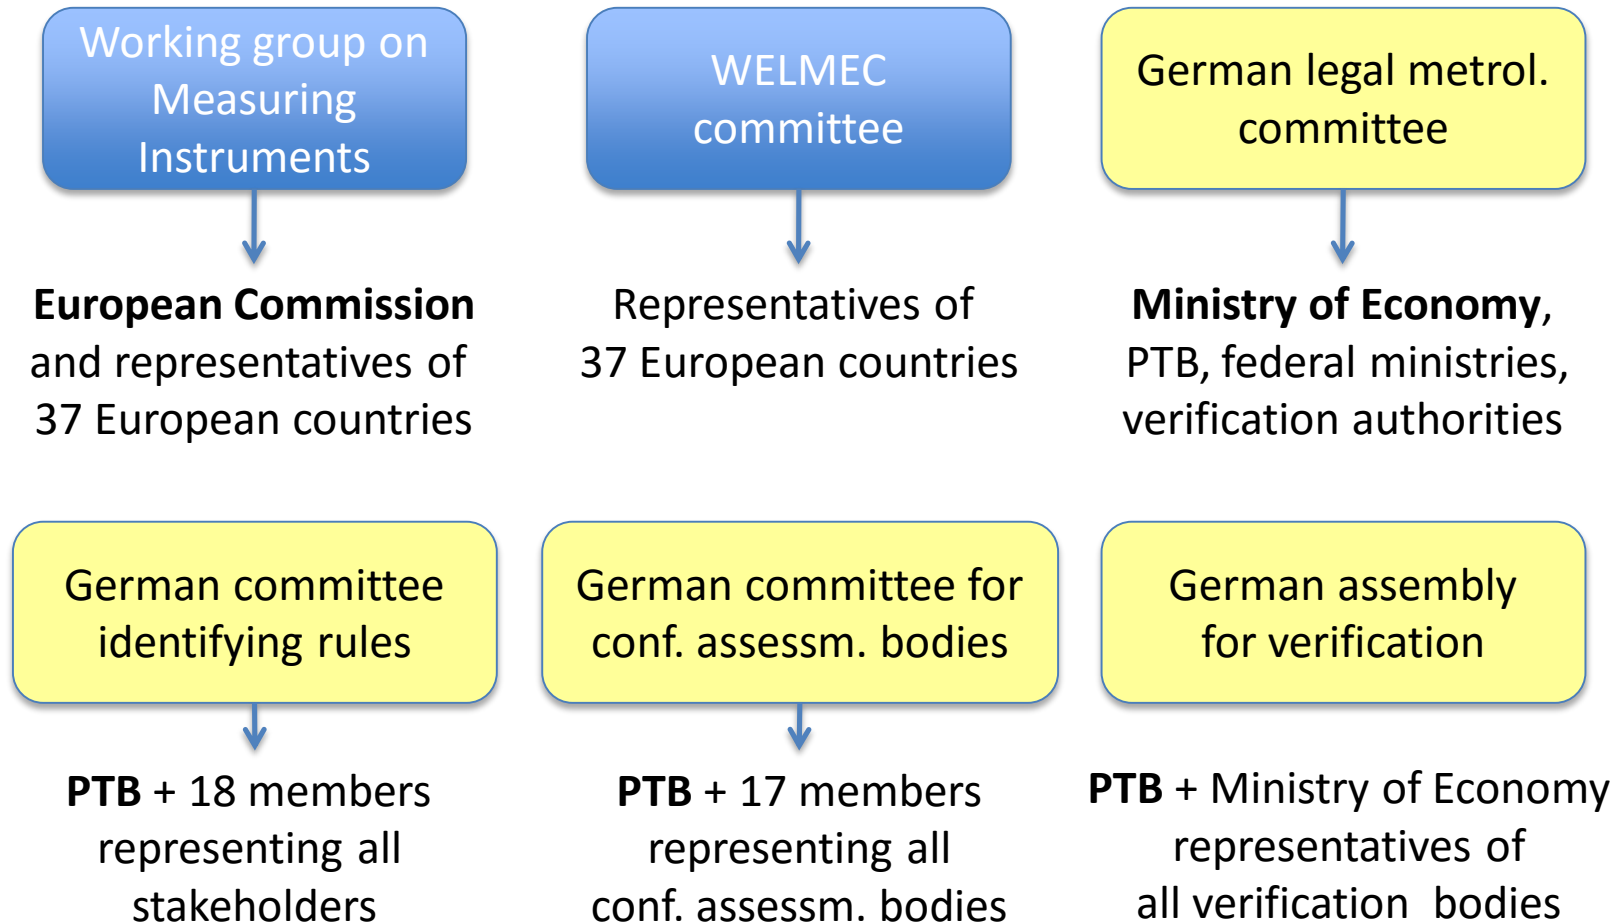 Working group on
Measuring
Instruments
WELMEC
committee
German legal metrol.
committee
European Commission
and representatives of
37 European countries
Representatives of
37 European countries
Ministry of Economy,
PTB, federal ministries,
verification authorities
German committee
identifying rules
German committee for
conf. assessm. bodies
German assembly
for verification
PTB + 18 members
representing all
stakeholders
PTB + 17 members
representing all
conf. assessm. bodies
PTB + Ministry of Economy
representatives of
all verification bodies